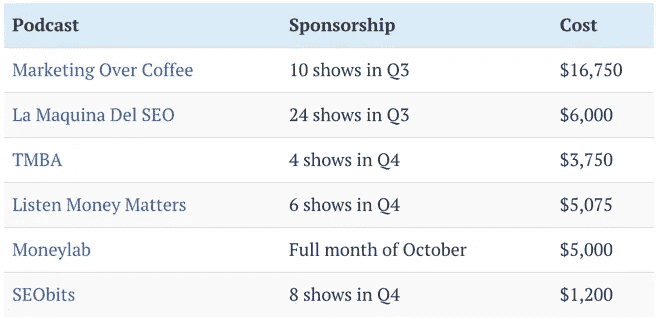 Podcast Sponsorship Cost
Marketing Over Coffee 10 shows in Q3 $16,750
La Maquina Del SEO 24 shows in Q3 $6,000
TMBA 4 shows in Q4 $3,750
Listen Money Matters 6 shows in Q4 $5,075
Moneylab Full month of October $5,000
SEObits 8 shows in Q4 $1,200